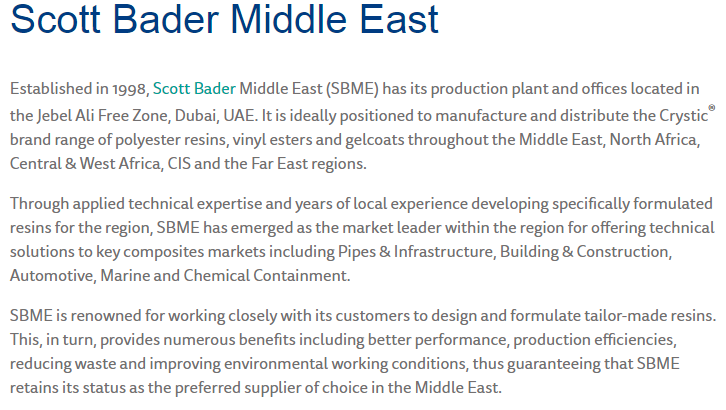 Scott Bader Middle East
Established in 1998, Scott Bader Middle East (SBME) has its production plant and offices located in
the Jebel Ali Free Zone, Dubai, UAE. It is ideally positioned to manufacture and distribute the Crystic®
brand range of polyester resins, vinyl esters and gelcoats throughout the Middle East, North Africa,
Central & West Africa, CIS and the Far East regions.
Through applied technical expertise and years of local experience developing specifically formulated
resins for the region, SBME has emerged as the market leader within the region for offering technical
solutions to key composites markets including Pipes & Infrastructure, Building & Construction,
Automotive, Marine and Chemical Containment.
SBME is renowned for working closely with its customers to design and formulate tailor-made resins.
This, in turn, provides numerous benefits including better performance, production efficiencies,
reducing waste and improving environmental working conditions, thus guaranteeing that SBME
retains its status as the preferred supplier of choice in the Middle East.